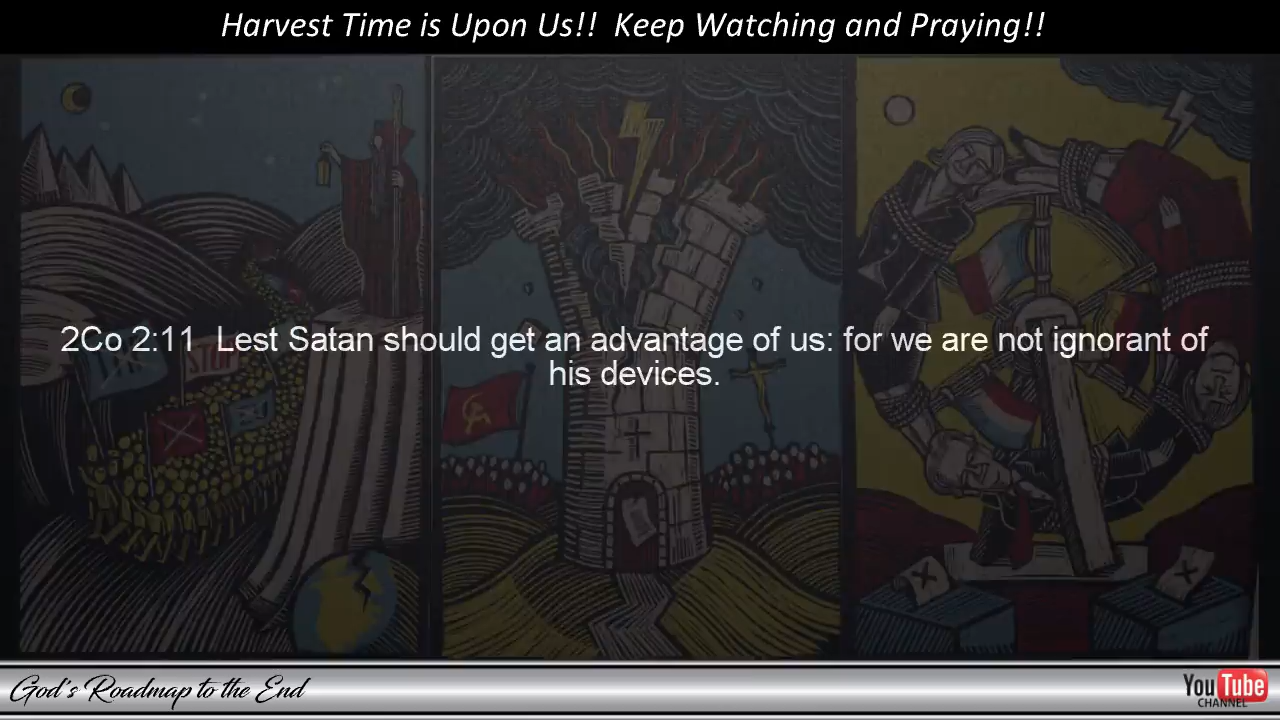 Harvest Time is Upon Us!!  Keep Watching and Praying!!
2Co 2:11  Lest Satan should get an advantage of us: for we are not ignorant of
his devices.
STOP
God's Roadmap to the End
YouTube
CHANNEL